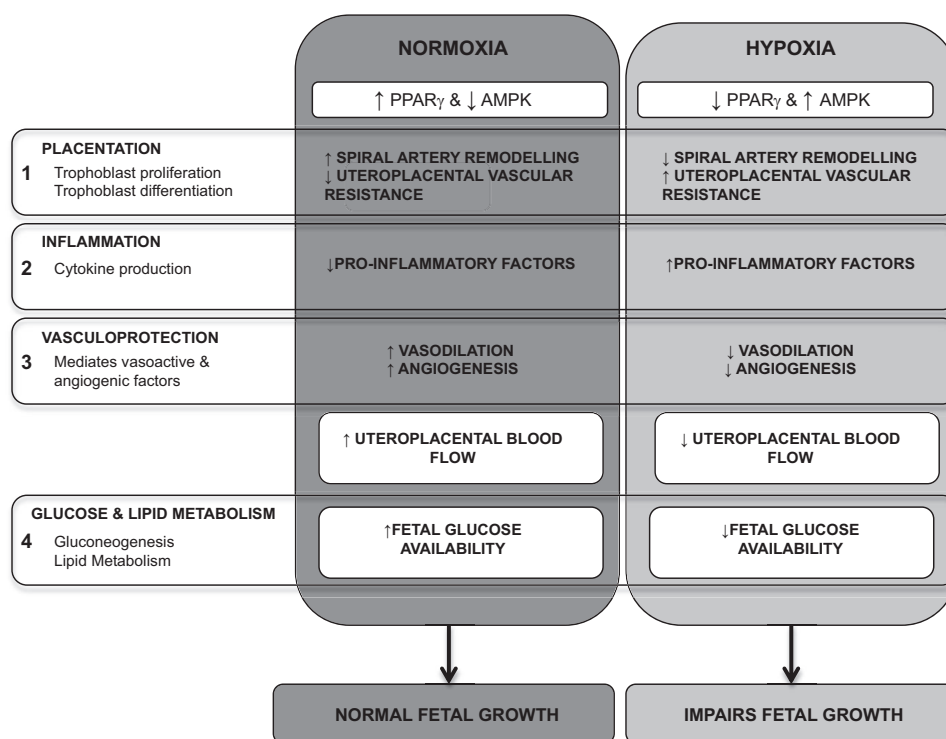 NORMOXIA
HYPOXIA
↑ PPARγ & ↓ AMPK
↓ PPARγ & ↑ AMPK
PLACENTATION
1
Trophoblast proliferation
Trophoblast differentiation
↑ SPIRAL ARTERY REMODELLING
↓ UTEROPLACENTAL VASCULAR
RESISTANCE
↓ SPIRAL ARTERY REMODELLING
↑ UTEROPLACENTAL VASCULAR
RESISTANCE
INFLAMMATION
2
Cytokine production
↓PRO-INFLAMMATORY FACTORS
↑PRO-INFLAMMATORY FACTORS
VASCULOPROTECTION
3
Mediates vasoactive &
angiogenic factors
↑ VASODILATION
↑ ANGIOGENESIS
↓ VASODILATION
↓ ANGIOGENESIS
↑ UTEROPLACENTAL BLOOD
FLOW
↓ UTEROPLACENTAL BLOOD
FLOW
GLUCOSE & LIPID METABOLISM
4
Gluconeogenesis
Lipid Metabolism
↑FETAL GLUCOSE
AVAILABILITY
↓FETAL GLUCOSE
AVAILABILITY
NORMAL FETAL GROWTH
IMPAIRS FETAL GROWTH